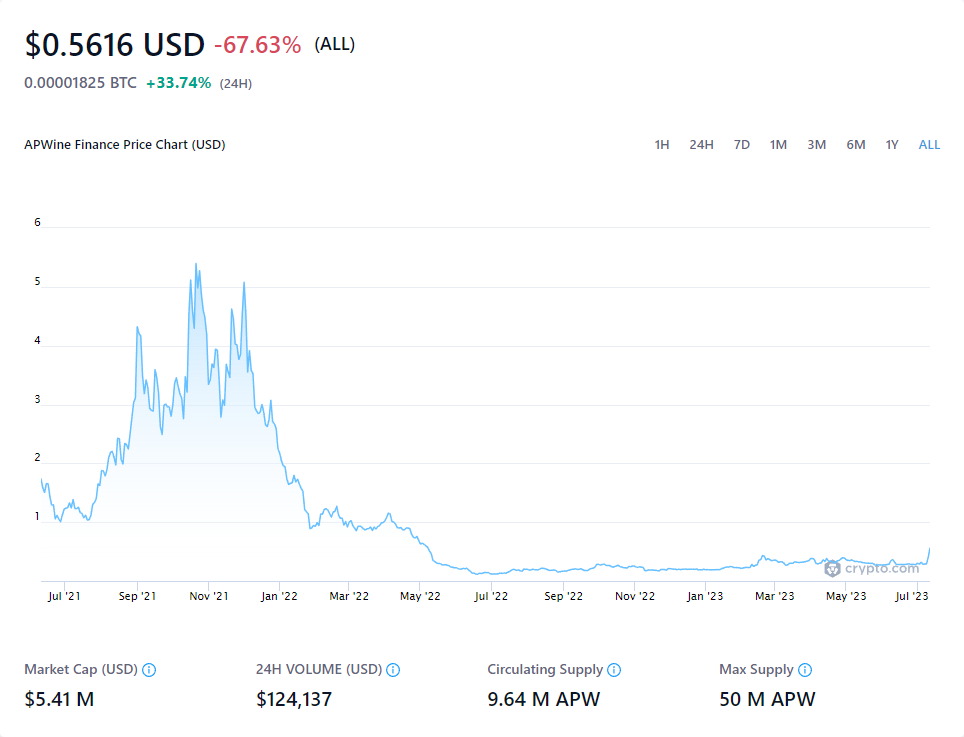 $0.5616 USD -67.63% (ALL)
0.00001825 BTC +33.74% (24H)
APWine Finance Price Chart (USD)
1H 24H 7D 1M 3M 6M 1Y ALL
6
5
4
3
2
1
crypto.com
Jul '21 Sep '21 Nov '21 Jan '22 Mar '22 May '22 Jul '22 Sep '22 Nov '22 Jan '23 Mar '23 May '23 Jul '23
Market Cap (USD) 24H VOLUME (USD) Circulating Supply Max Supply
$5.41 M $124,137 9.64 M APW 50 M APW